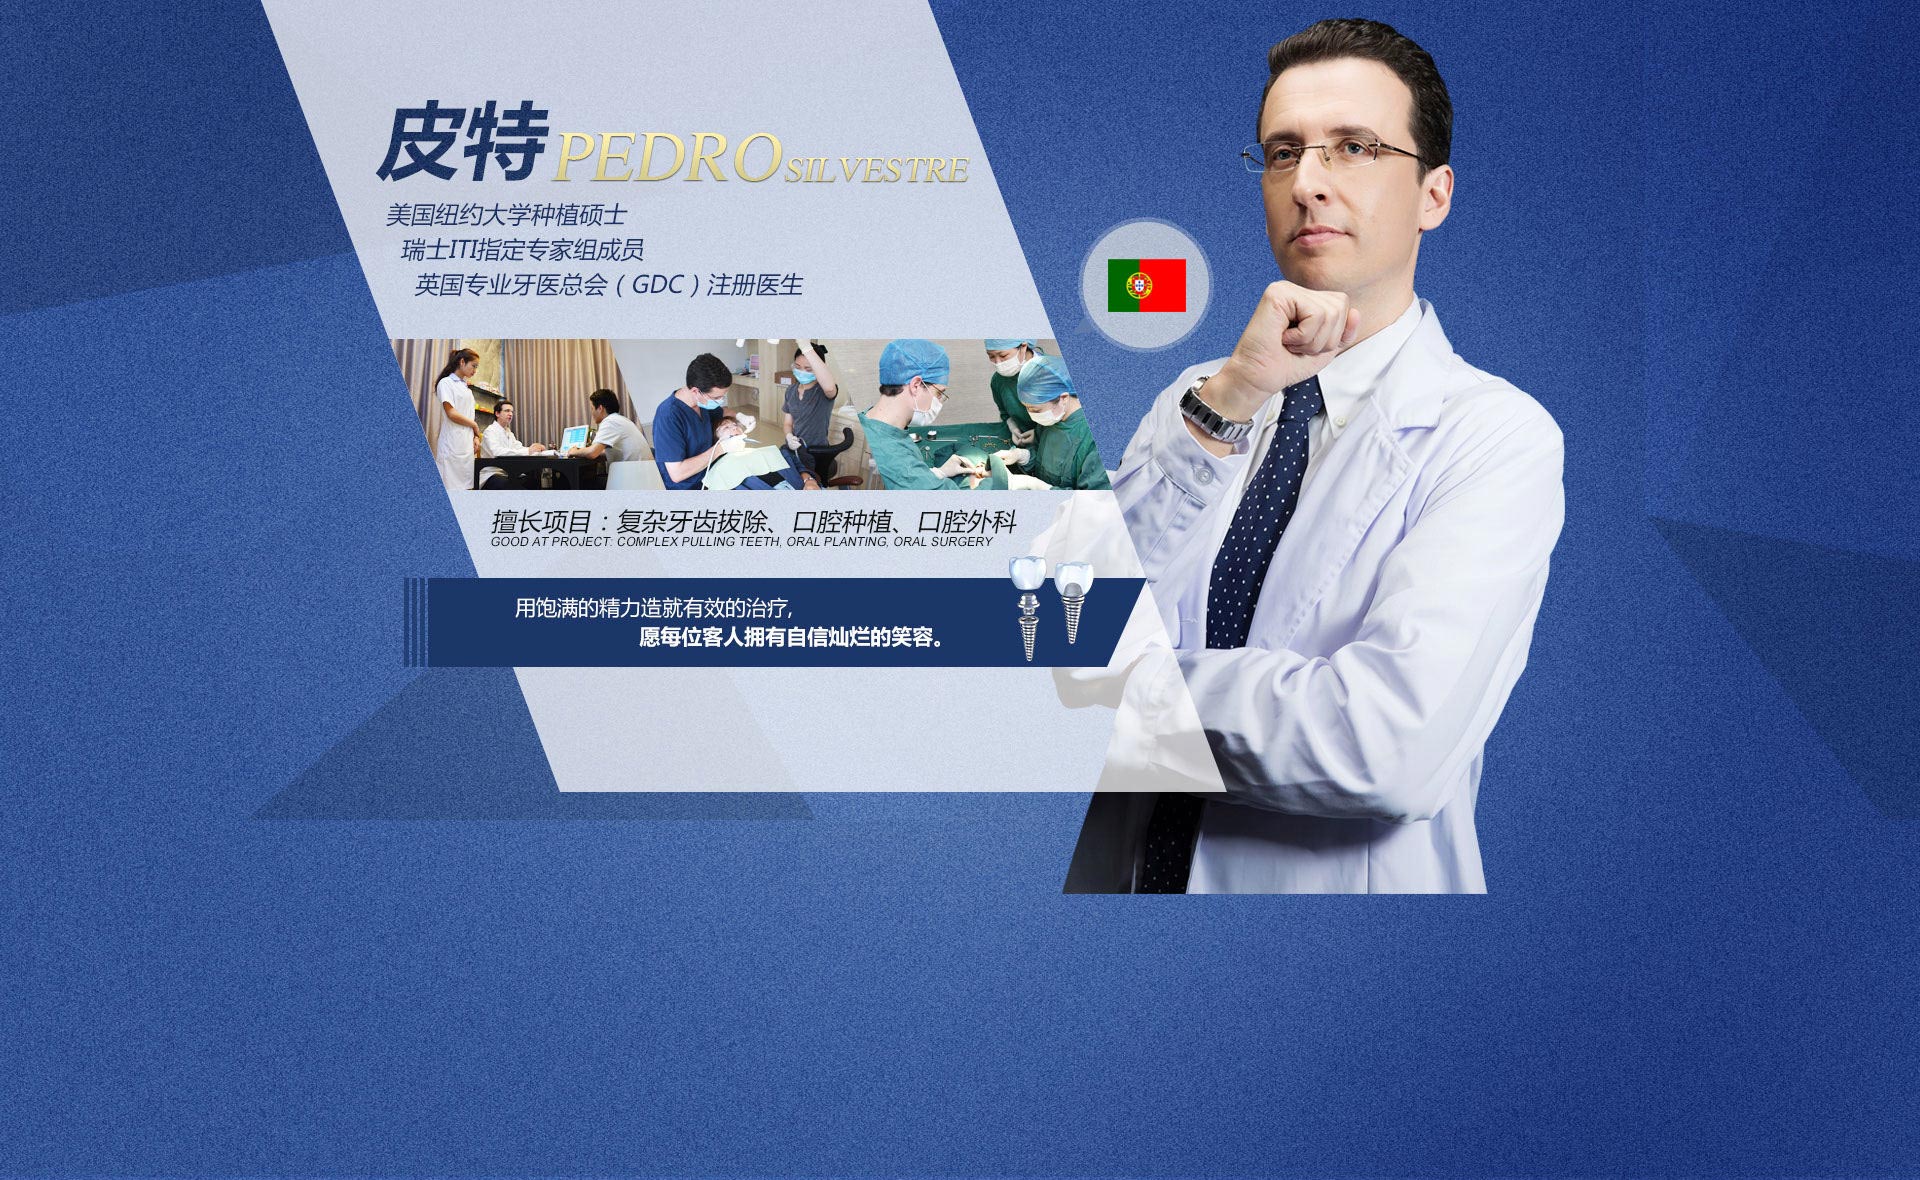 皮特 PEDRO SILVESTRE
美国纽约大学种植硕士
瑞士ITI指定专家组成员
英国专业牙医总会（GDC）注册医生
擅长项目：复杂牙齿拔除、口腔种植、口腔外科
GOOD AT PROJECT: COMPLEX PULLING TEETH, ORAL PLANTING, ORAL SURGERY
用饱满的精力造就有效的治疗,
愿每位客人拥有自信灿烂的笑容。